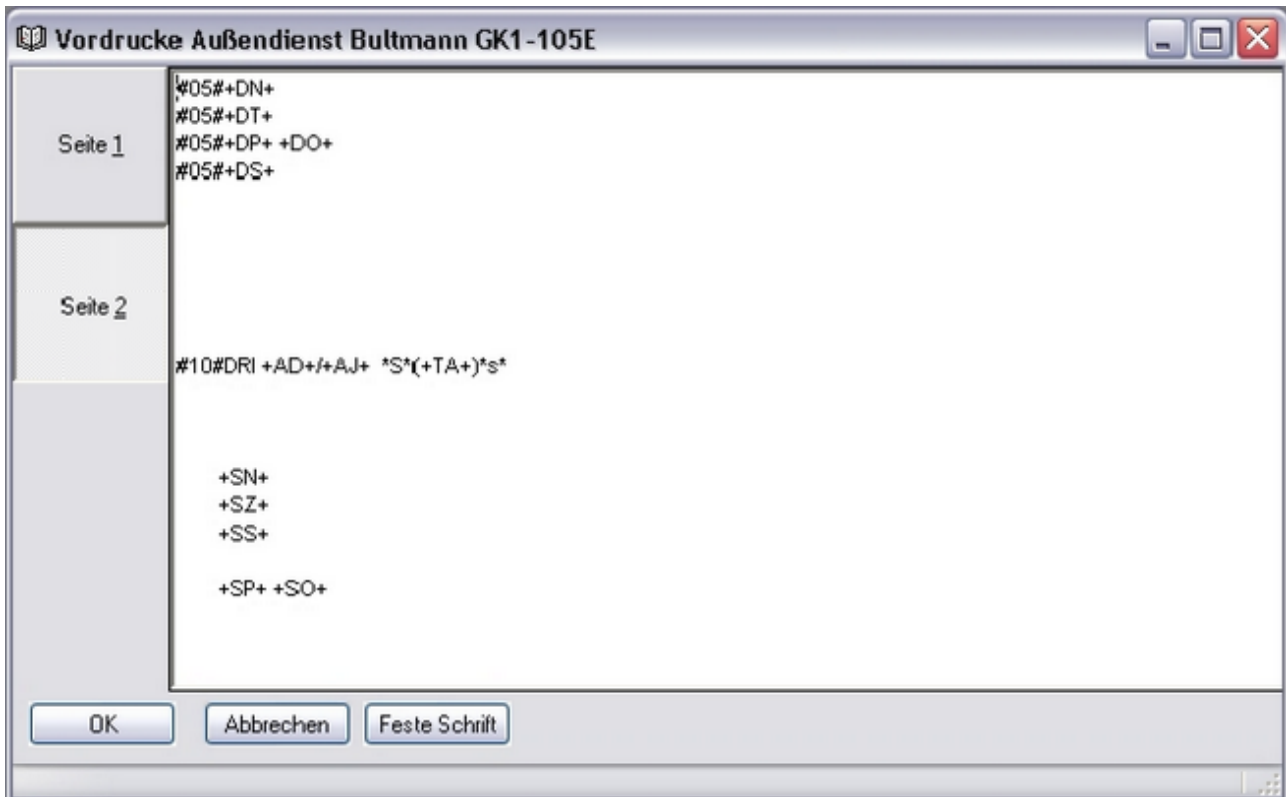 Vordrucke Außendienst Bultmann GK1-105E
Seite 1
Seite 2
#05#+DN+
#05#+DT+
#05#+DP+ +DO+
#05#+DS+
#10#DRI +AD+/+AJ+ *S*(+TA+)*s*
+SN+
+SZ+
+SS+
+SP+ +SO+
OK
Abbrechen
Feste Schrift